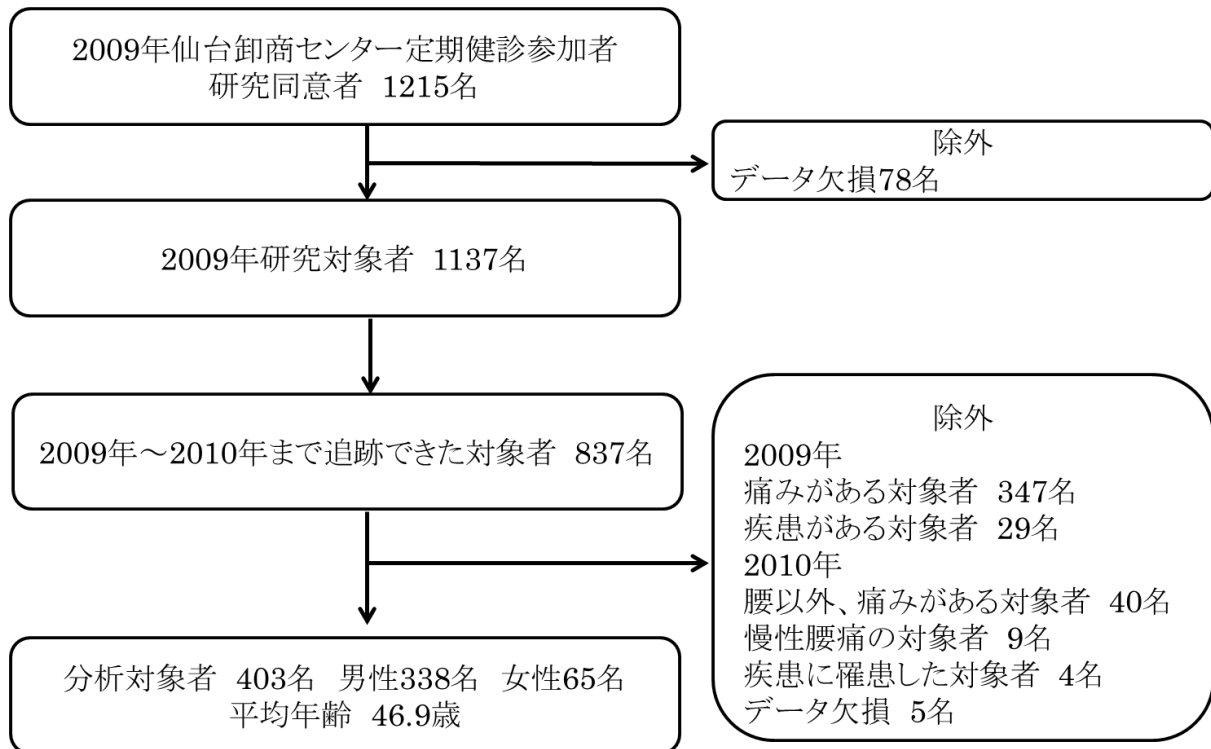 2009年仙台卸商センター定期健診参加者
研究同意者 1215名
除外
データ欠損78名
2009年研究対象者 1137名
2009年～2010年まで追跡できた対象者 837名
除外
2009年
痛みがある対象者 347名
疾患がある対象者 29名
2010年
腰以外、痛みがある対象者 40名
慢性腰痛の対象者 9名
疾患に罹患した対象者 4名
データ欠損 5名
分析対象者 403名 男性338名 女性65名
平均年齢 46.9歳